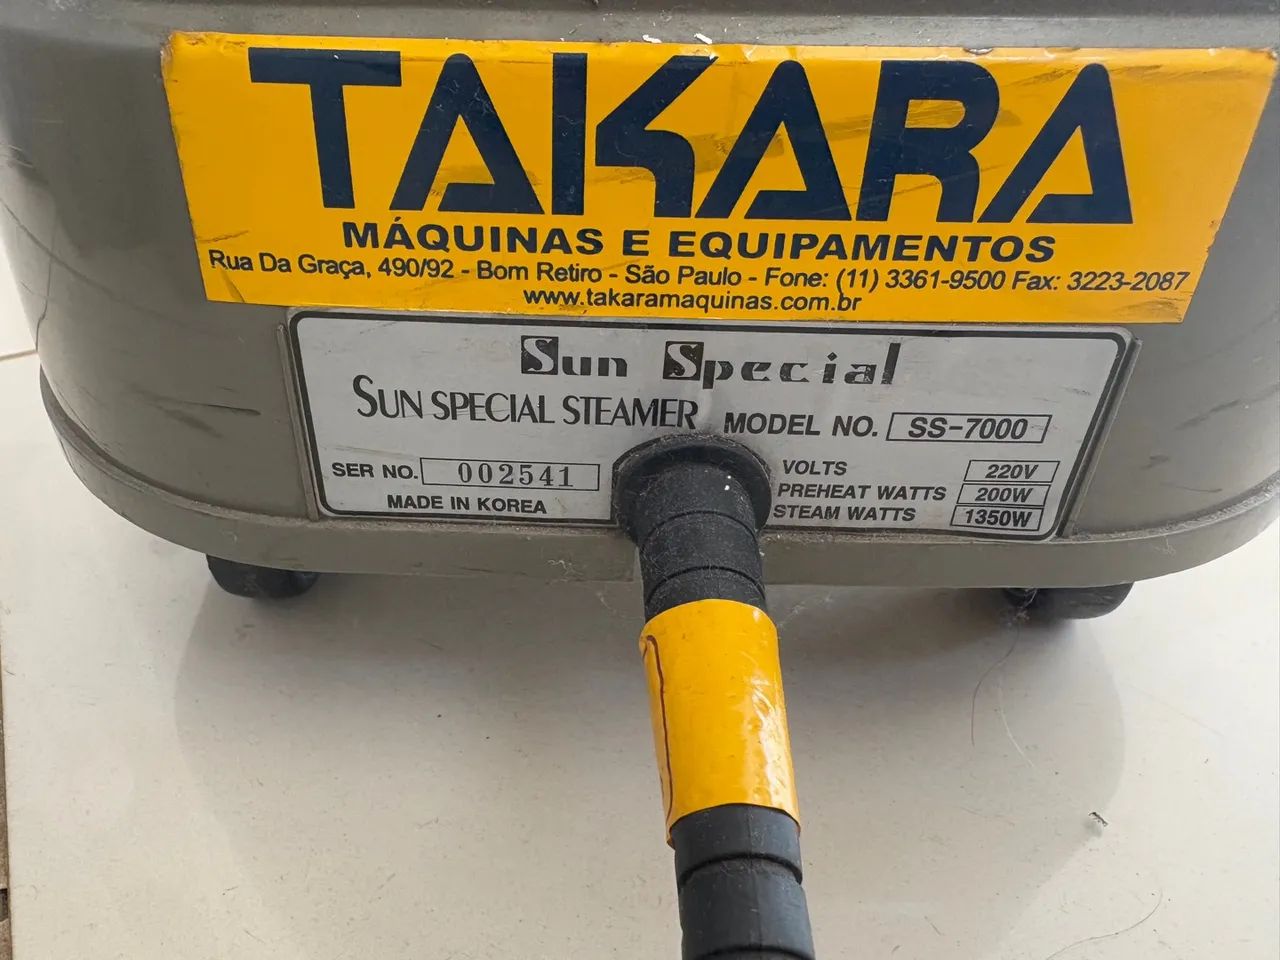 TAKARA
MÁQUINAS E EQUIPAMENTOS
Rua Da Graça, 490/92 - Bom Retiro - São Paulo - Fone: (11) 3361-9500 Fax: 3223-2087
www.takaramaquinas.com.br
Sun Special
SUN SPECIAL STEAMER MODEL NO. SS-7000
SER NO. 002541
MADE IN KOREA
VOLTS 220V
PREHEAT WATTS 200W
STEAM WATTS 1350W